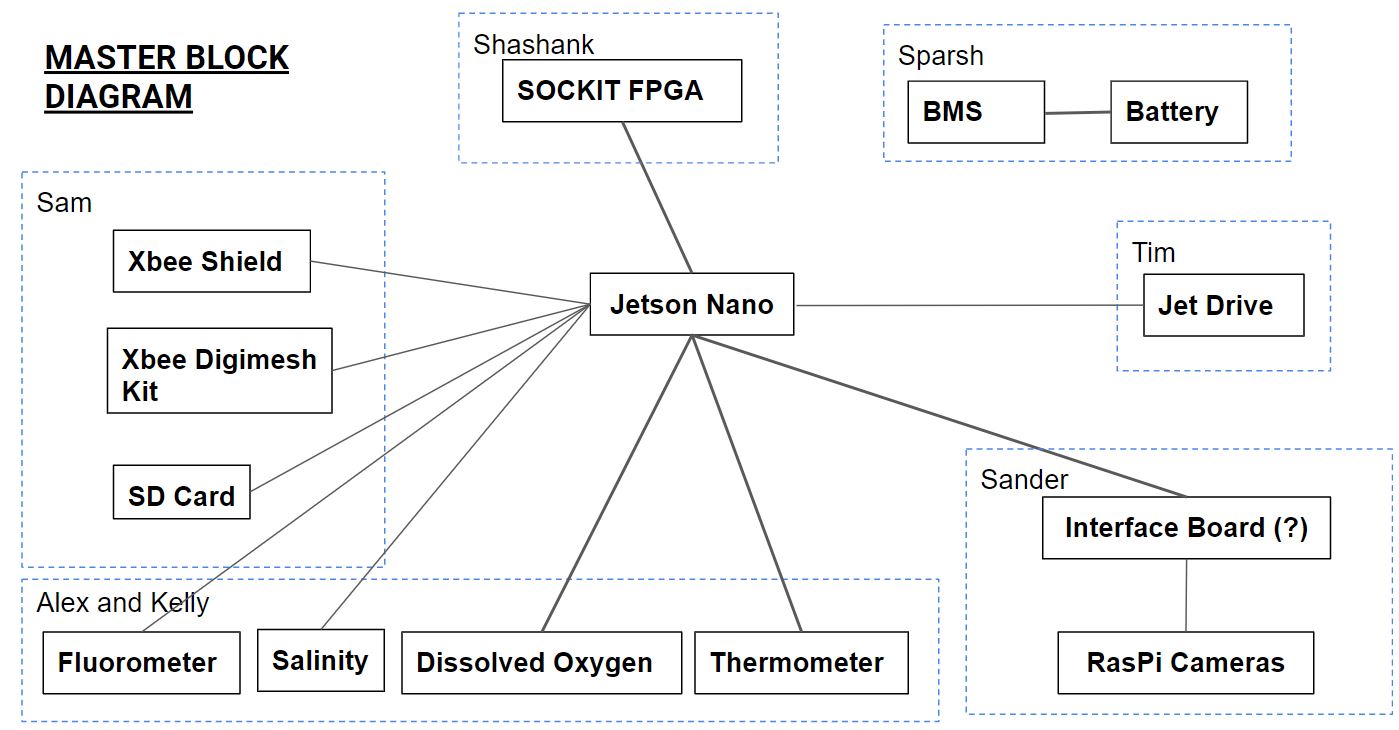 MASTER BLOCK
DIAGRAM
Shashank
SOCKIT FPGA
Sparsh
BMS
Battery
Sam
Xbee Shield
Xbee Digimesh
Kit
SD Card
Jetson Nano
Tim
Jet Drive
Sander
Interface Board (?)
RasPi Cameras
Alex and Kelly
Fluorometer
Salinity
Dissolved Oxygen
Thermometer